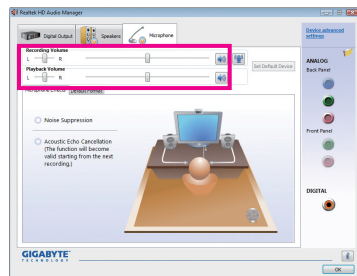 Realtek HD Audio Manager
Digital Output
Speakers
Microphone
Device advanced
settings
Recording Volume
L
R
Playback Volume
L
R
Set Default Device
Microphone Effects
Default Format
Noise Suppression
Acoustic Echo Cancellation
(The function will become
valid starting from the next
recording.)
ANALOG
Back Panel
Front Panel
DIGITAL
GIGABYTE
TECHNOLOGY
OK